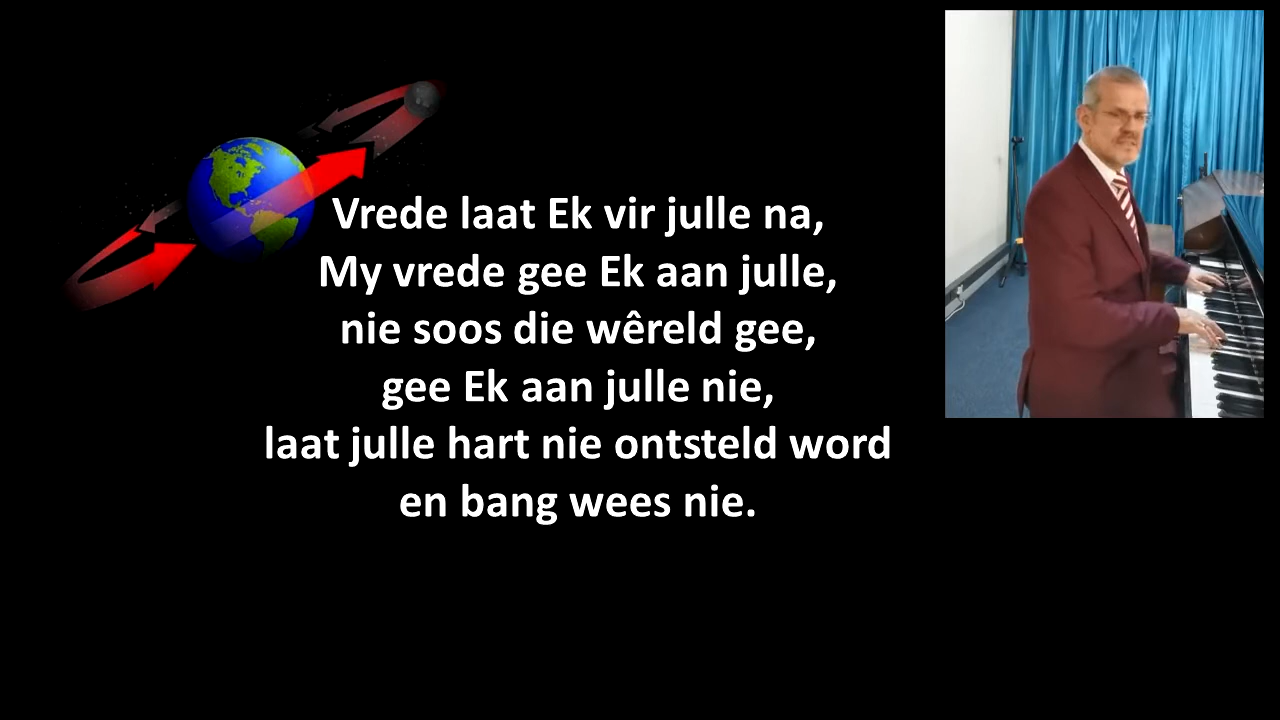 Vrede laat Ek vir julle na,
My vrede gee Ek aan julle,
nie soos die wêreld gee,
gee Ek aan julle nie,
laat julle hart nie ontsteld word
en bang wees nie.